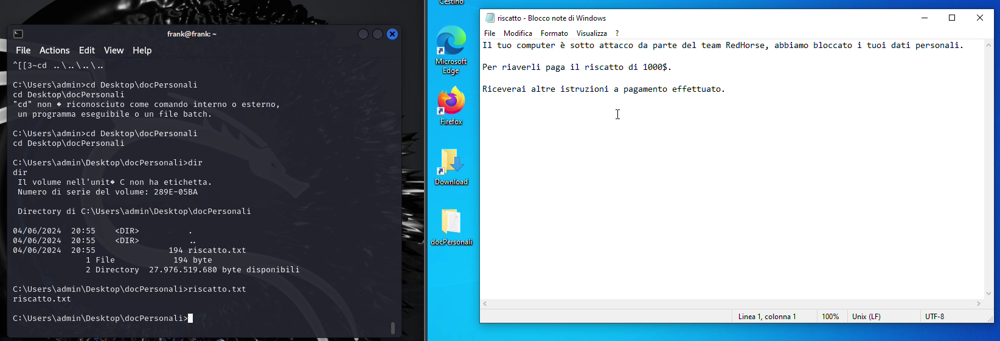 frank@frank: ~
File Actions Edit View Help
^[[3~cd ..\..\..\..
C:\Users\admin>cd Desktop\docPersonali
cd Desktop\docPersonali
"cd" non � riconosciuto come comando interno o esterno,
 un programma eseguibile o un file batch.
C:\Users\admin>cd Desktop\docPersonali
cd Desktop\docPersonali
C:\Users\admin\Desktop\docPersonali>dir
dir
 Il volume nell'unit� C non ha etichetta.
 Numero di serie del volume: 289E-05BA
 Directory di C:\Users\admin\Desktop\docPersonali
04/06/2024  20:55    <DIR>          .
04/06/2024  20:55    <DIR>          ..
04/06/2024  20:55               194 riscatto.txt
               1 File            194 byte
               2 Directory  27.976.519.680 byte disponibili
C:\Users\admin\Desktop\docPersonali>riscatto.txt
riscatto.txt
C:\Users\admin\Desktop\docPersonali>
Cestino
Microsoft
Edge
Firefox
Download
docPersonali
riscatto - Blocco note di Windows
File Modifica Formato Visualizza ?
Il tuo computer è sotto attacco da parte del team RedHorse, abbiamo bloccato i tuoi dati personali.
Per riaverli paga il riscatto di 1000$.
Riceverai altre istruzioni a pagamento effettuato.
Linea 1, colonna 1 100% Unix (LF) UTF-8